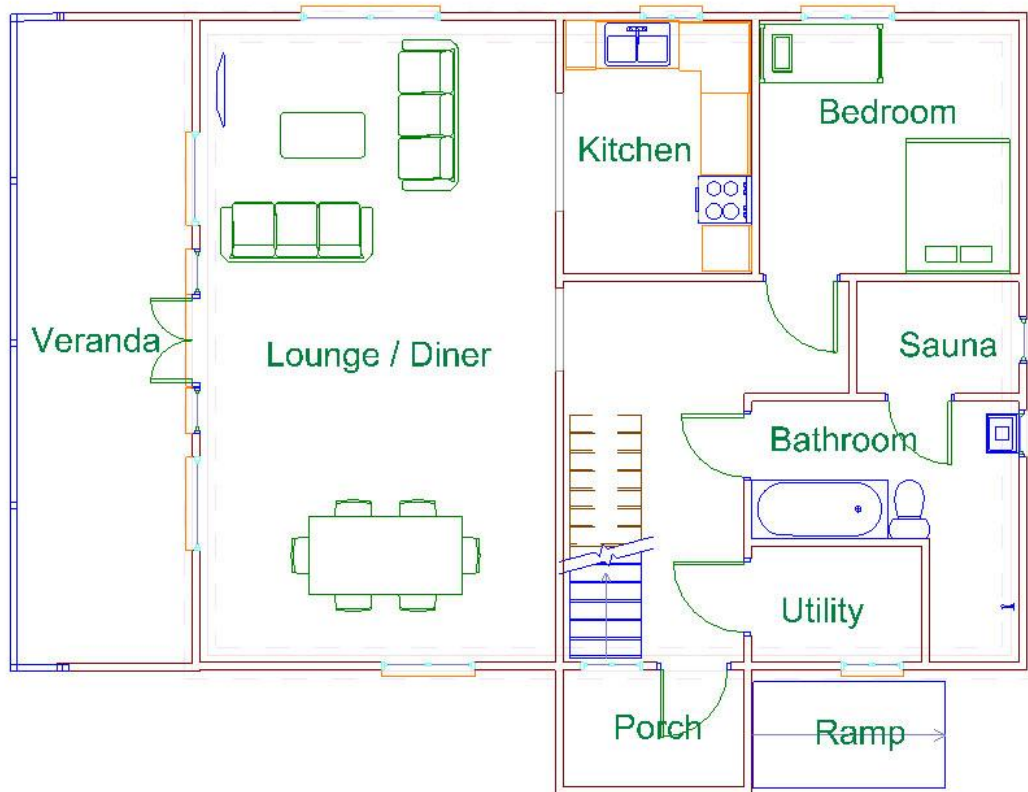 Bedroom
Kitchen
Veranda
Lounge / Diner
Sauna
Bathroom
Utility
Porch
Ramp